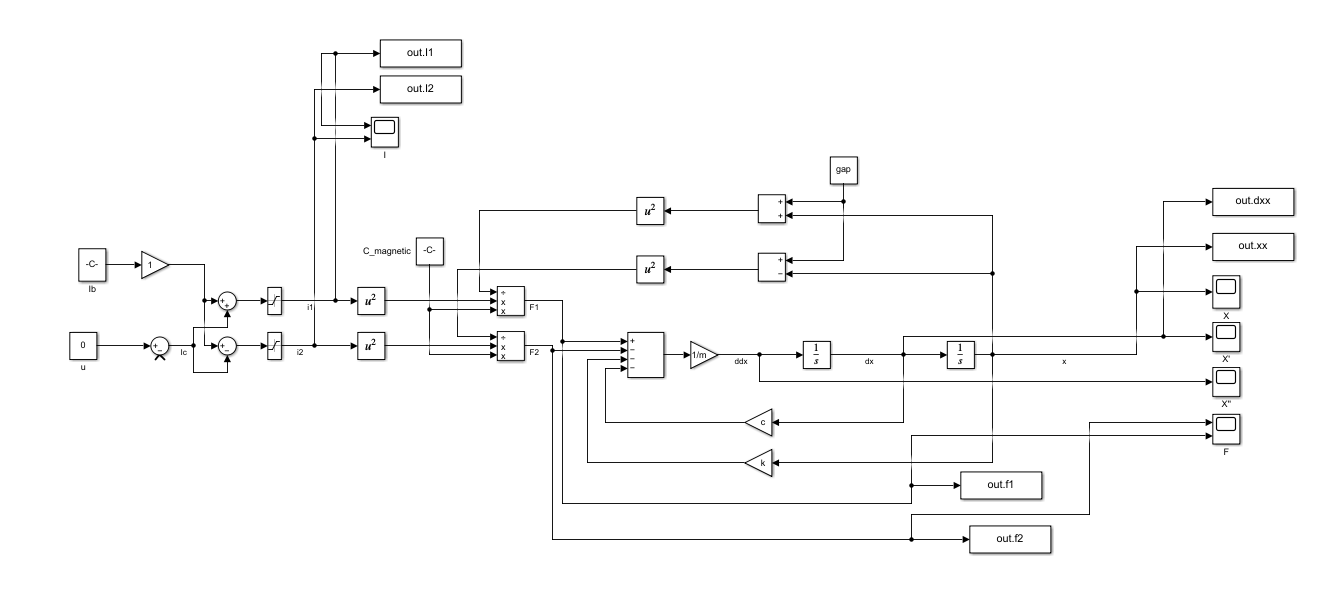 out.I1
out.I2
I
gap
+
+
u²
out.dxx
out.xx
C_magnetic
-C-
+
−
u²
-C-
1
Ib
X
÷
x
x
F1
+
+
i1
u²
X'
0
u
+
−
Ic
+
−
i2
u²
÷
x
x
F2
+
−
−
−
1/m
ddx
1
s
dx
1
s
x
X''
c
k
F
out.f1
out.f2